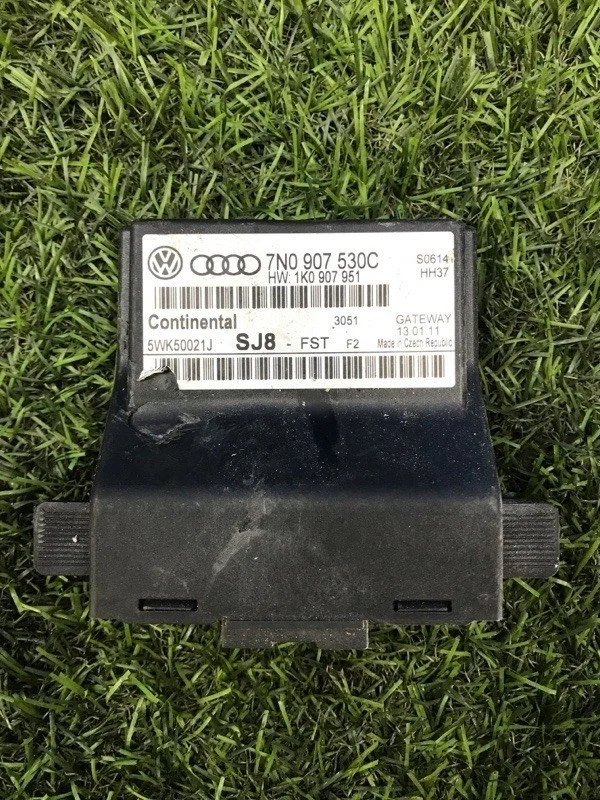 7N0 907 530C S0614
HW: 1K0 907 951 HH37
Continental 3051 GATEWAY
13.01.11
5WK50021J SJ8 - FST F2 Made in Czech Republic